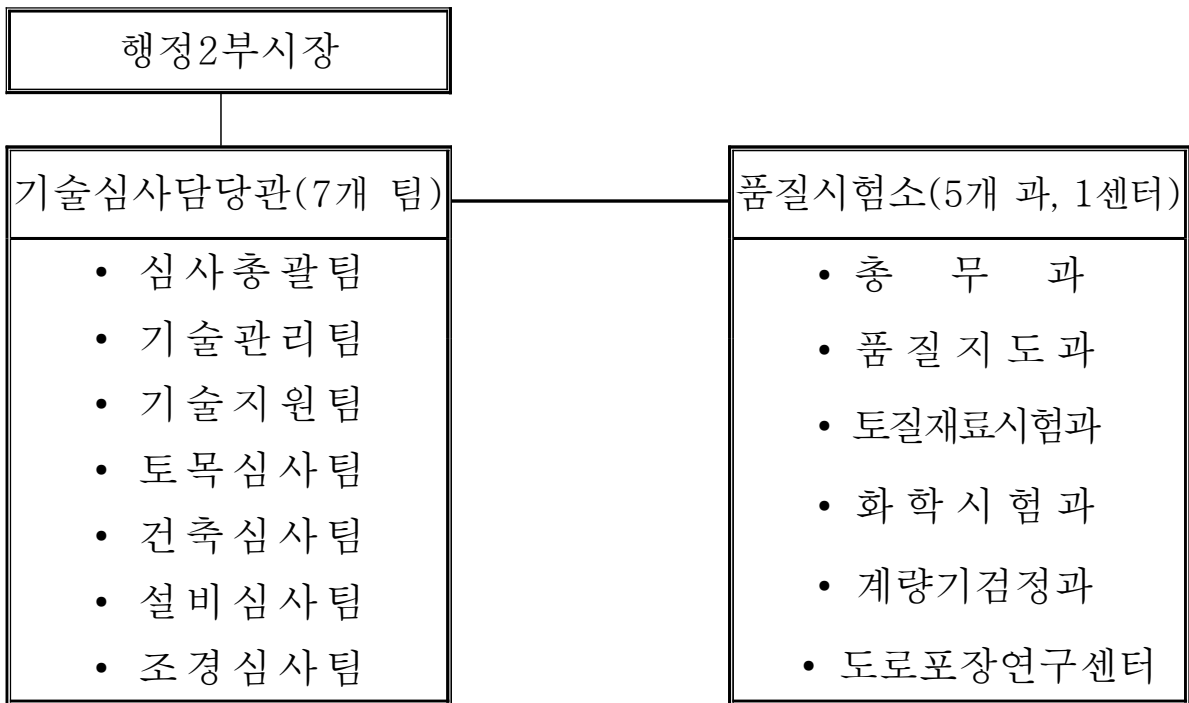 행정2부시장
기술심사담당관(7개 팀)
• 심사총괄팀
• 기술관리팀
• 기술지원팀
• 토목심사팀
• 건축심사팀
• 설비심사팀
• 조경심사팀
품질시험소(5개 과, 1센터)
• 총 무 과
• 품질지도과
• 토질재료시험과
• 화학시험과
• 계량기검정과
• 도로포장연구센터